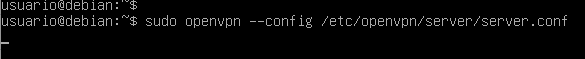 usuario@debian:~$
usuario@debian:~$ sudo openvpn --config /etc/openvpn/server/server.conf